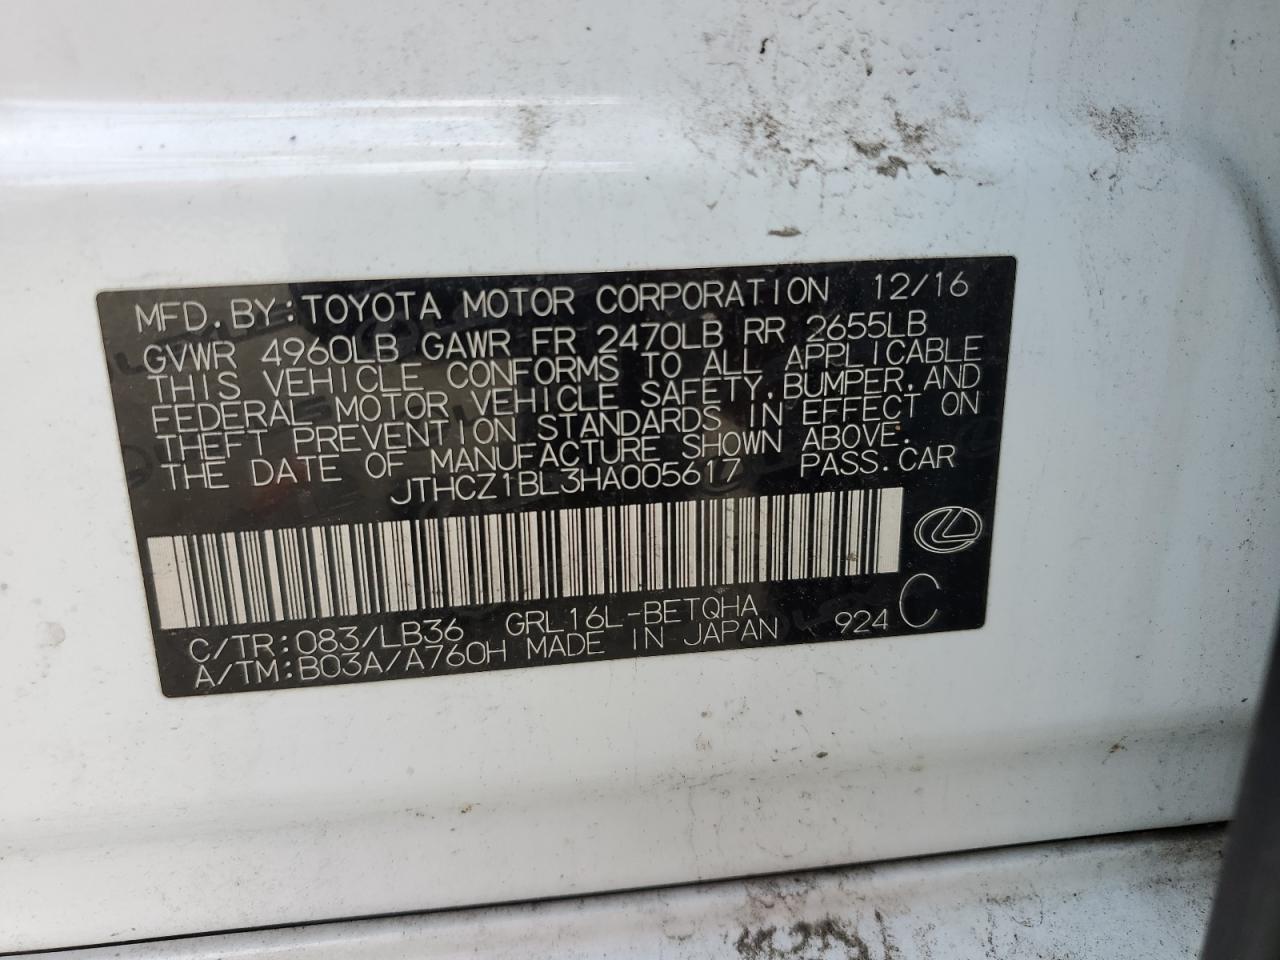 MFD. BY: TOYOTA MOTOR CORPORATION 12/16
GVWR 4960LB GAWR FR 2470LB RR 2655LB
THIS VEHICLE CONFORMS TO ALL APPLICABLE
FEDERAL MOTOR VEHICLE SAFETY, BUMPER, AND
THEFT PREVENTION STANDARDS IN EFFECT ON
THE DATE OF MANUFACTURE SHOWN ABOVE.
JTHCZ1BL3HA005617 PASS. CAR
C/TR: 083/LB36 GRL16L-BETQHA 924 C
A/TM: B03A/A760H MADE IN JAPAN